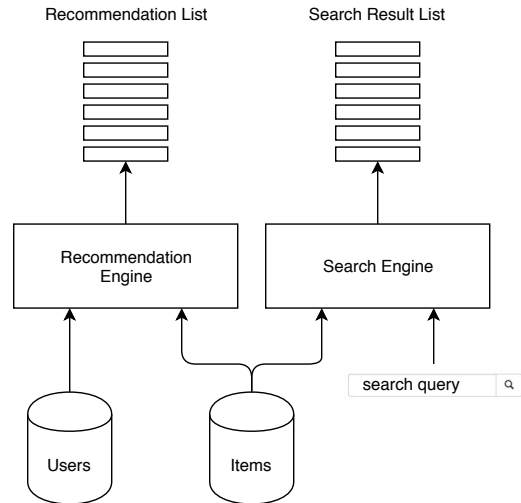 Recommendation List
Search Result List
Recommendation
Engine
Search Engine
search query
Users
Items